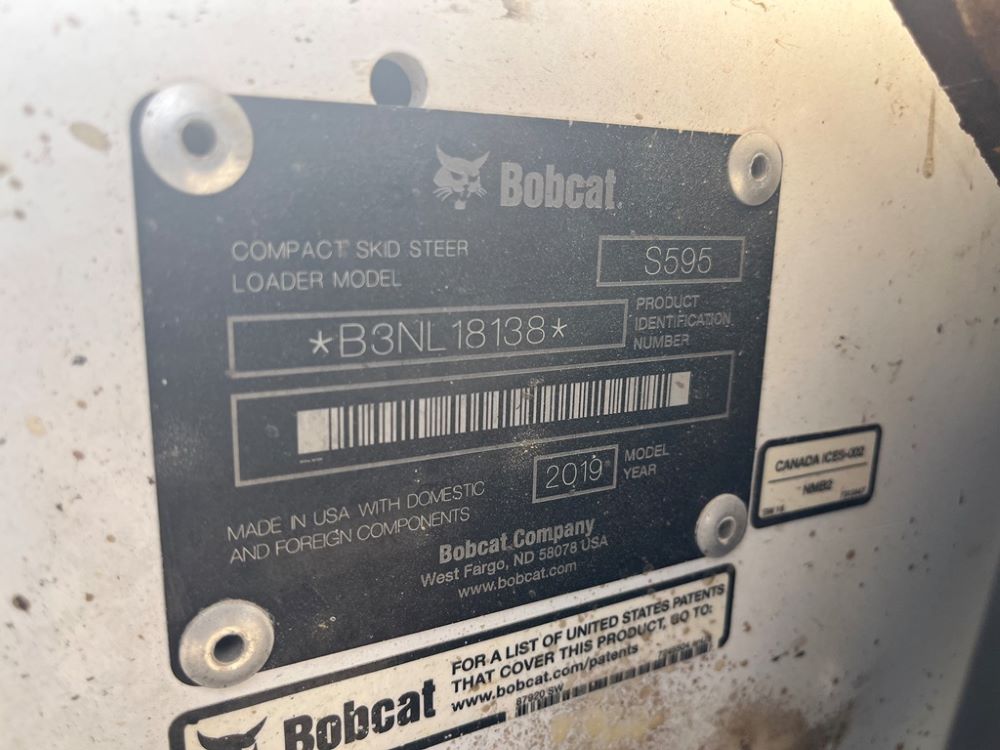 Bobcat
COMPACT SKID STEER
LOADER MODEL
S595
*B3NL18138*
PRODUCT
IDENTIFICATION
NUMBER
2019
MODEL
YEAR
MADE IN USA WITH DOMESTIC
AND FOREIGN COMPONENTS
Bobcat Company
West Fargo, ND 58078 USA
www.bobcat.com
CANADA ICES-002
NMB2
Bobcat
FOR A LIST OF UNITED STATES PATENTS
THAT COVER THIS PRODUCT, GO TO:
www.bobcat.com/patents